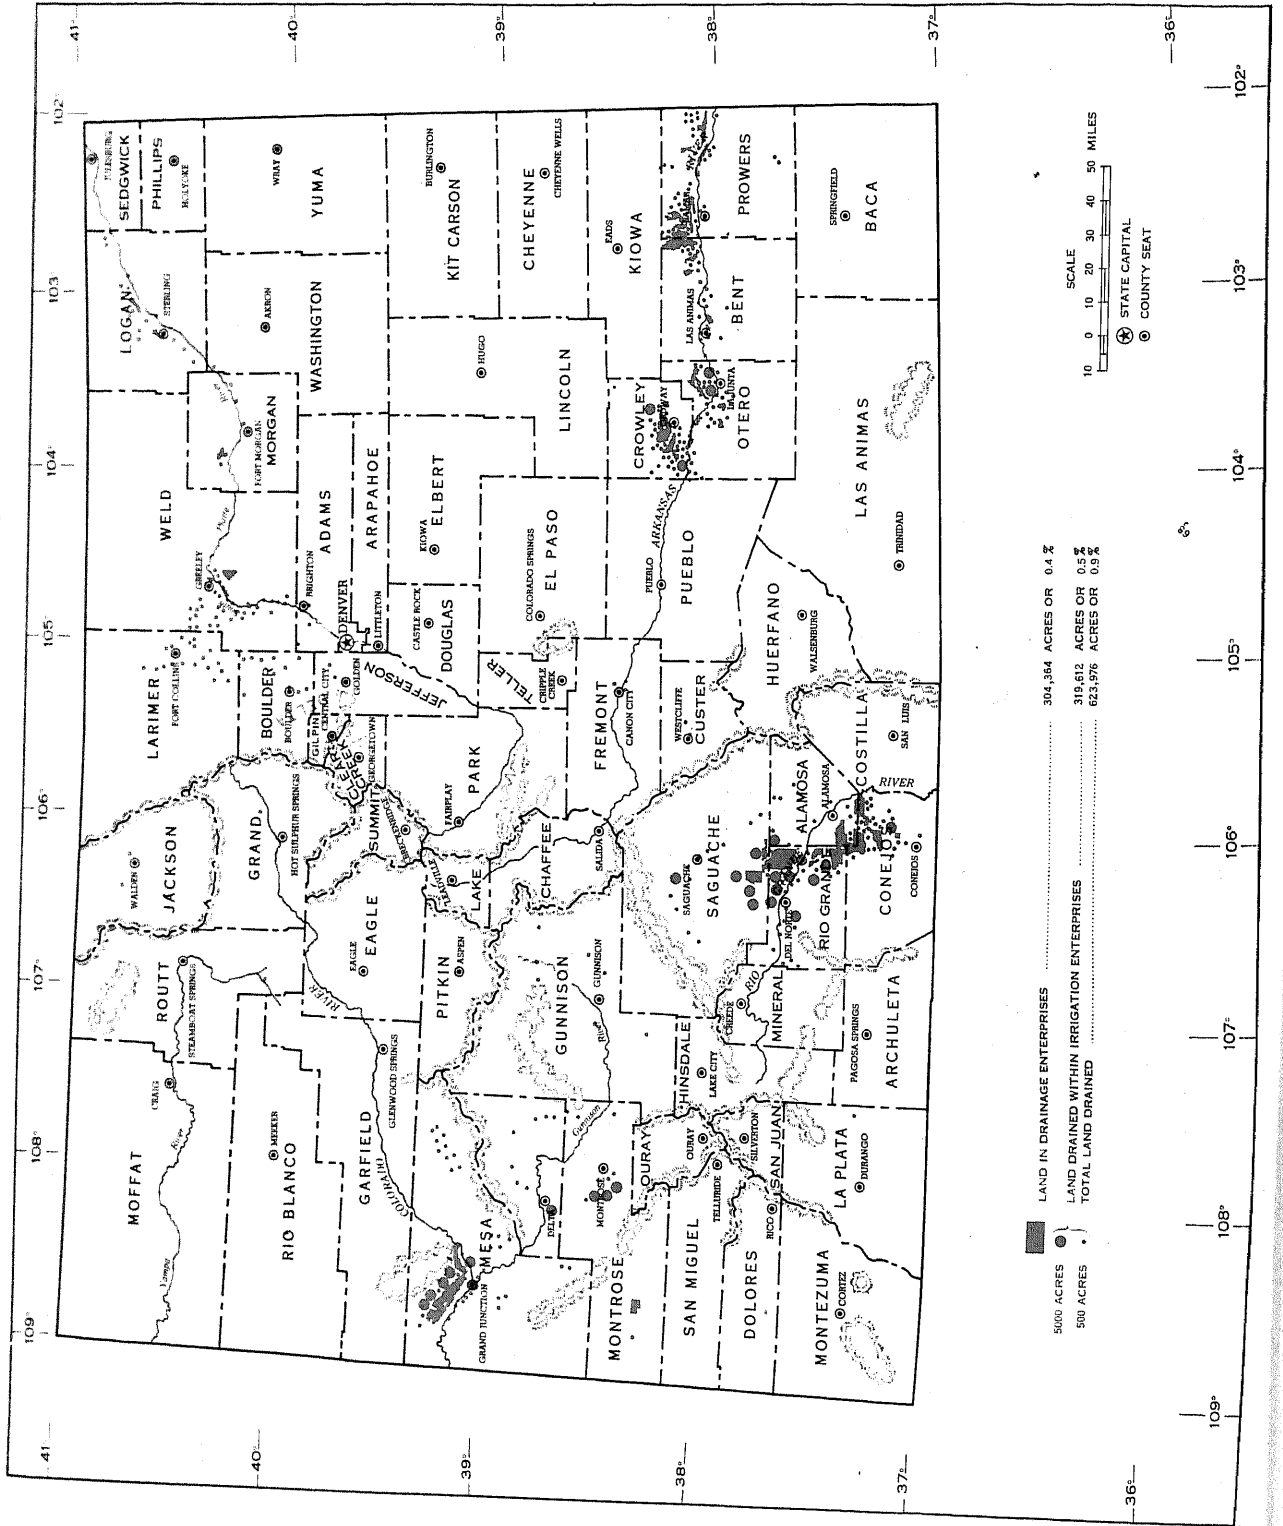 41°
40°
39°
38°
37°
36°
109°
108°
107°
106°
105°
104°
103°
102°
MOFFAT
CRAIG
River
Yampa
ROUTT
STEAMBOAT SPRINGS
JACKSON
WALDEN
LARIMER
FORT COLLINS
WELD
GREELEY
Platte
LOGAN
STERLING
SEDGWICK
JULESBURG
PHILLIPS
HOLYOKE
RIO BLANCO
MEEKER
GRAND
HOT SULPHUR SPRINGS
BOULDER
BOULDER
MORGAN
FORT MORGAN
WASHINGTON
AKRON
YUMA
WRAY
GARFIELD
GLENWOOD SPRINGS
COLORADO
RIVER
EAGLE
EAGLE
SUMMIT
BRECKENRIDGE
GILPIN
CENTRAL CITY
CLEAR CREEK
GEORGETOWN
JEFFERSON
GOLDEN
DENVER
ADAMS
BRIGHTON
ARAPAHOE
LITTLETON
MESA
GRAND JUNCTION
PITKIN
ASPEN
LAKE
LEADVILLE
PARK
FAIRPLAY
DOUGLAS
CASTLE ROCK
ELBERT
KIOWA
LINCOLN
HUGO
KIT CARSON
BURLINGTON
CHEYENNE
CHEYENNE WELLS
DELTA
GUNNISON
GUNNISON
Gunnison
River
CHAFFEE
SALIDA
TELLER
CRIPPLE CREEK
EL PASO
COLORADO SPRINGS
FREMONT
CANON CITY
MONTROSE
MONTROSE
OURAY
OURAY
HINSDALE
LAKE CITY
SAGUACHE
SAGUACHE
CUSTER
WESTCLIFFE
PUEBLO
PUEBLO
ARKANSAS
CROWLEY
OTERO
LA JUNTA
KIOWA
EADS
BENT
LAS ANIMAS
PROWERS
SAN MIGUEL
TELLURIDE
DOLORES
RICO
SAN JUAN
SILVERTON
MINERAL
CREEDE
RIO
RIO GRANDE
DEL NORTE
ALAMOSA
ALAMOSA
HUERFANO
WALSENBURG
MONTEZUMA
CORTEZ
LA PLATA
DURANGO
ARCHULETA
PAGOSA SPRINGS
CONEJOS
CONEJOS
COSTILLA
SAN LUIS
RIVER
LAS ANIMAS
TRINIDAD
BACA
SPRINGFIELD
LAND IN DRAINAGE ENTERPRISES ........ 304,364 ACRES OR 0.4 %
5000 ACRES
500 ACRES
LAND DRAINED WITHIN IRRIGATION ENTERPRISES ........ 319,612 ACRES OR 0.5 %
TOTAL LAND DRAINED ........ 623,976 ACRES OR 0.9 %
SCALE
10 0 10 20 30 40 50 MILES
STATE CAPITAL
COUNTY SEAT